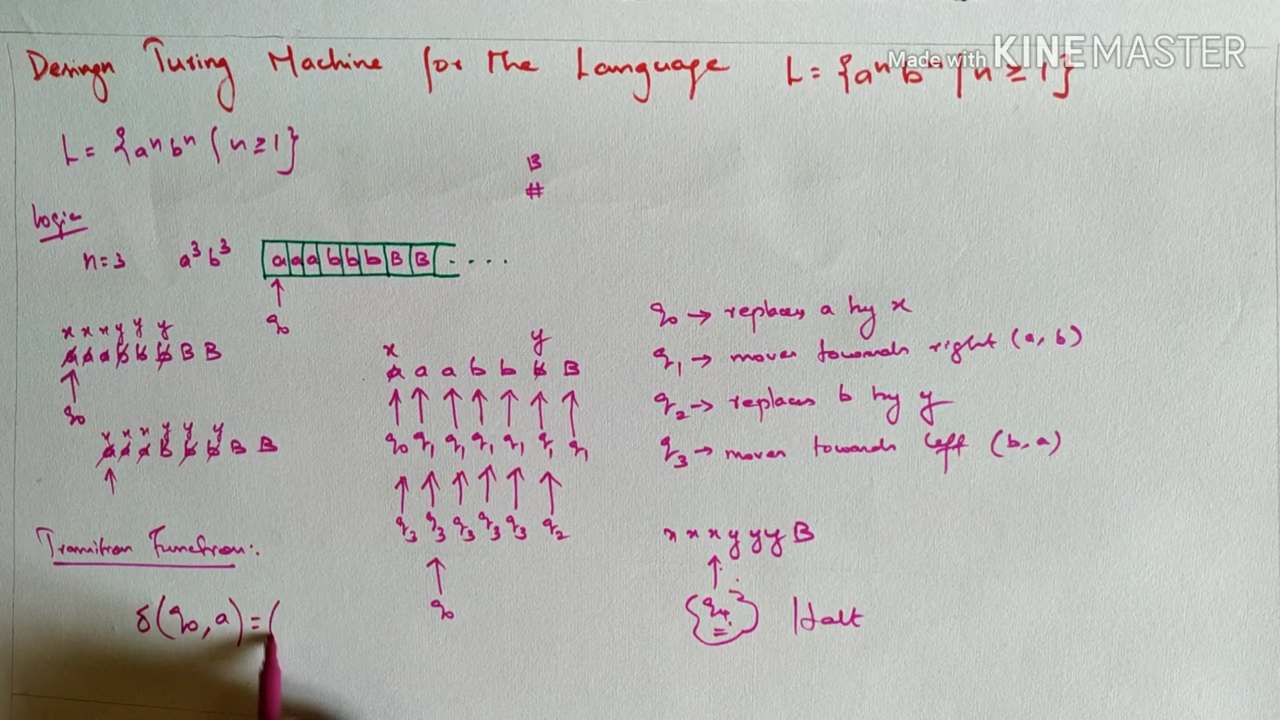 Design Turing Machine for the Language L = {aⁿbⁿ | n ≥ 1}
Made with KINEMASTER
L = {aⁿbⁿ | n ≥ 1}
B
#
Logic
n=3 a³b³ a a a b b b B B ....
q₀
x x x y y y
a a a b b b B B
q₀
x x x y y y
a a a b b b B B
x y
a a a b b b B
q₀ q₁ q₁ q₁ q₁ q₁ q₁
q₃ q₃ q₃ q₃ q₃ q₂
q₀
q₀ → replaces a by x
q₁ → moves towards right (a, b)
q₂ → replaces b by y
q₃ → moves towards left (b, a)
x x x y y y B
{q₄} Halt
Transition Function:.
δ(q₀, a) = (